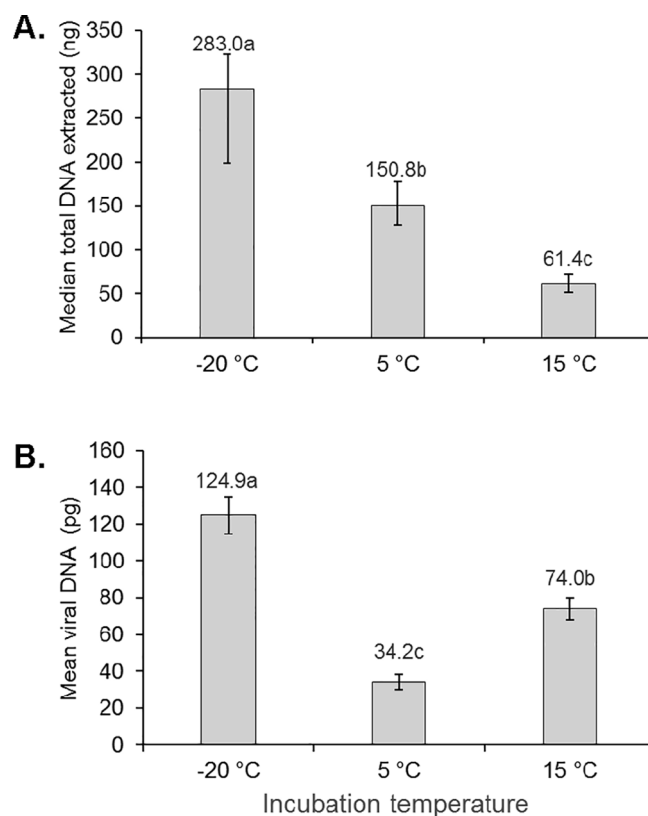 A.
Median total DNA extracted (ng)
350
300
250
200
150
100
50
0
283.0a
150.8b
61.4c
-20 °C 5 °C 15 °C
B.
Mean viral DNA (pg)
160
140
120
100
80
60
40
20
0
124.9a
34.2c
74.0b
-20 °C 5 °C 15 °C
Incubation temperature